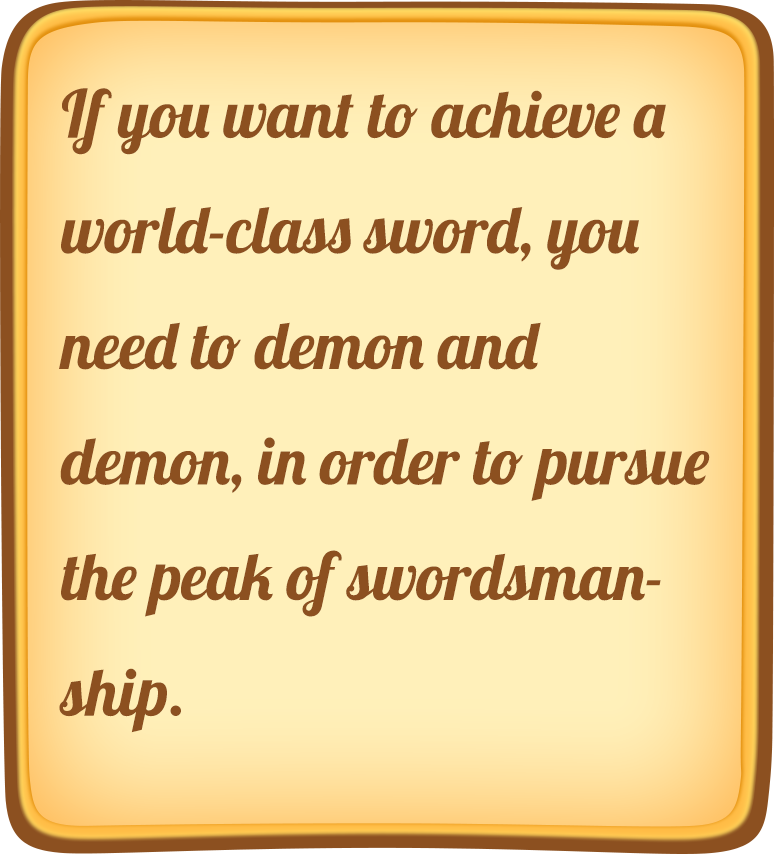 If you want to achieve a
world-class sword, you
need to demon and
demon, in order to pursue
the peak of swordsman-
ship.